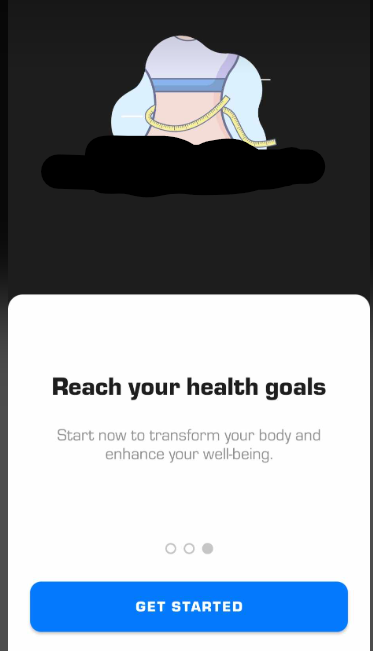 Reach your health goals
Start now to transform your body and
enhance your well-being.
GET STARTED